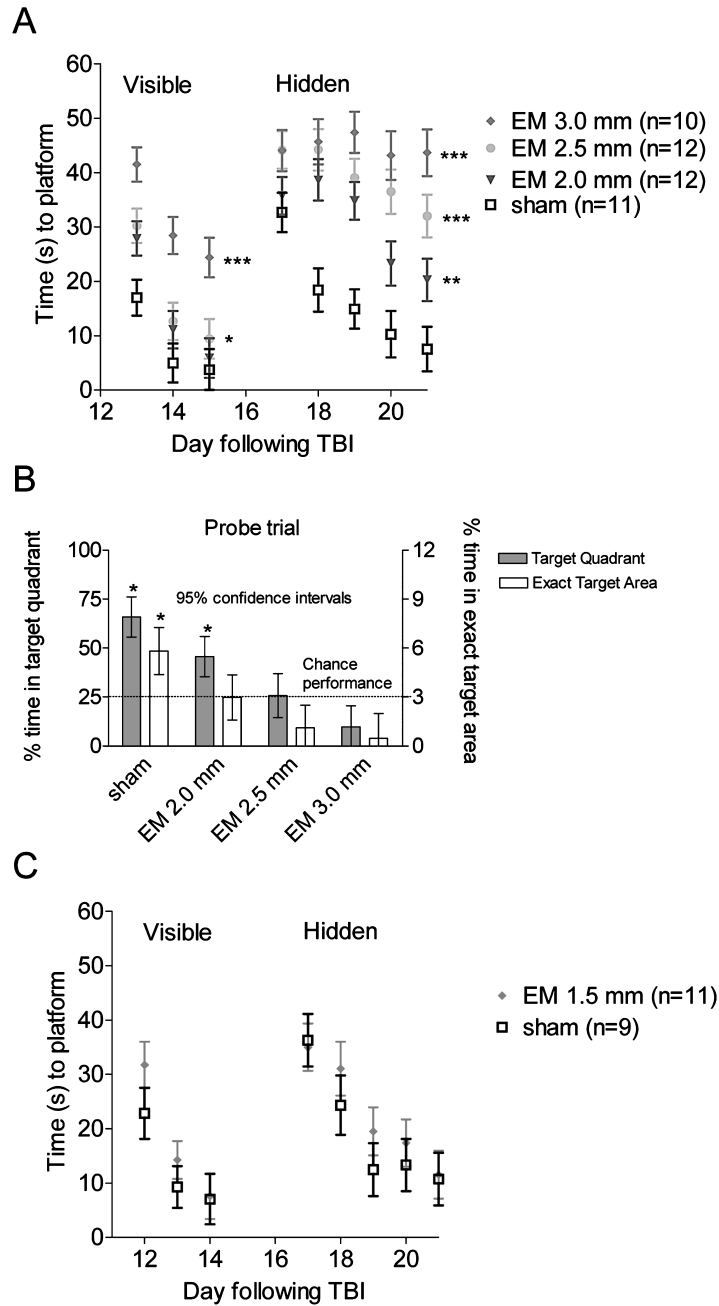 A
Time (s) to platform
60
50
40
30
20
10
0
Visible
Hidden
***
*
***
***
**
12
14
16
18
20
Day following TBI
EM 3.0 mm (n=10)
EM 2.5 mm (n=12)
EM 2.0 mm (n=12)
sham (n=11)
B
Probe trial
% time in target quadrant
100
75
50
25
0
*
*
*
95% confidence intervals
Chance
performance
12
9
6
3
0
% time in exact target area
Target Quadrant
Exact Target Area
sham
EM 2.0 mm
EM 2.5 mm
EM 3.0 mm
C
Time (s) to platform
60
50
40
30
20
10
0
Visible
Hidden
12
14
16
18
20
Day following TBI
EM 1.5 mm (n=11)
sham (n=9)